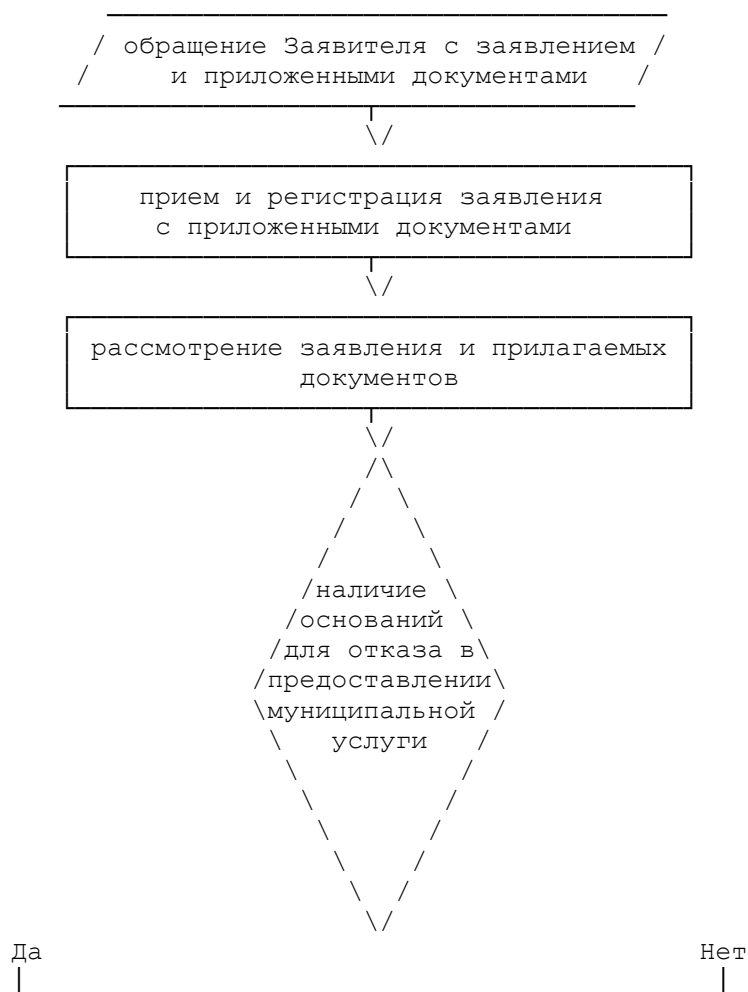 обращение Заявителя с заявлением
и приложенными документами
прием и регистрация заявления
с приложенными документами
рассмотрение заявления и прилагаемых
документов
наличие
оснований
для отказа в
предоставлении
муниципальной
услуги
Да Нет